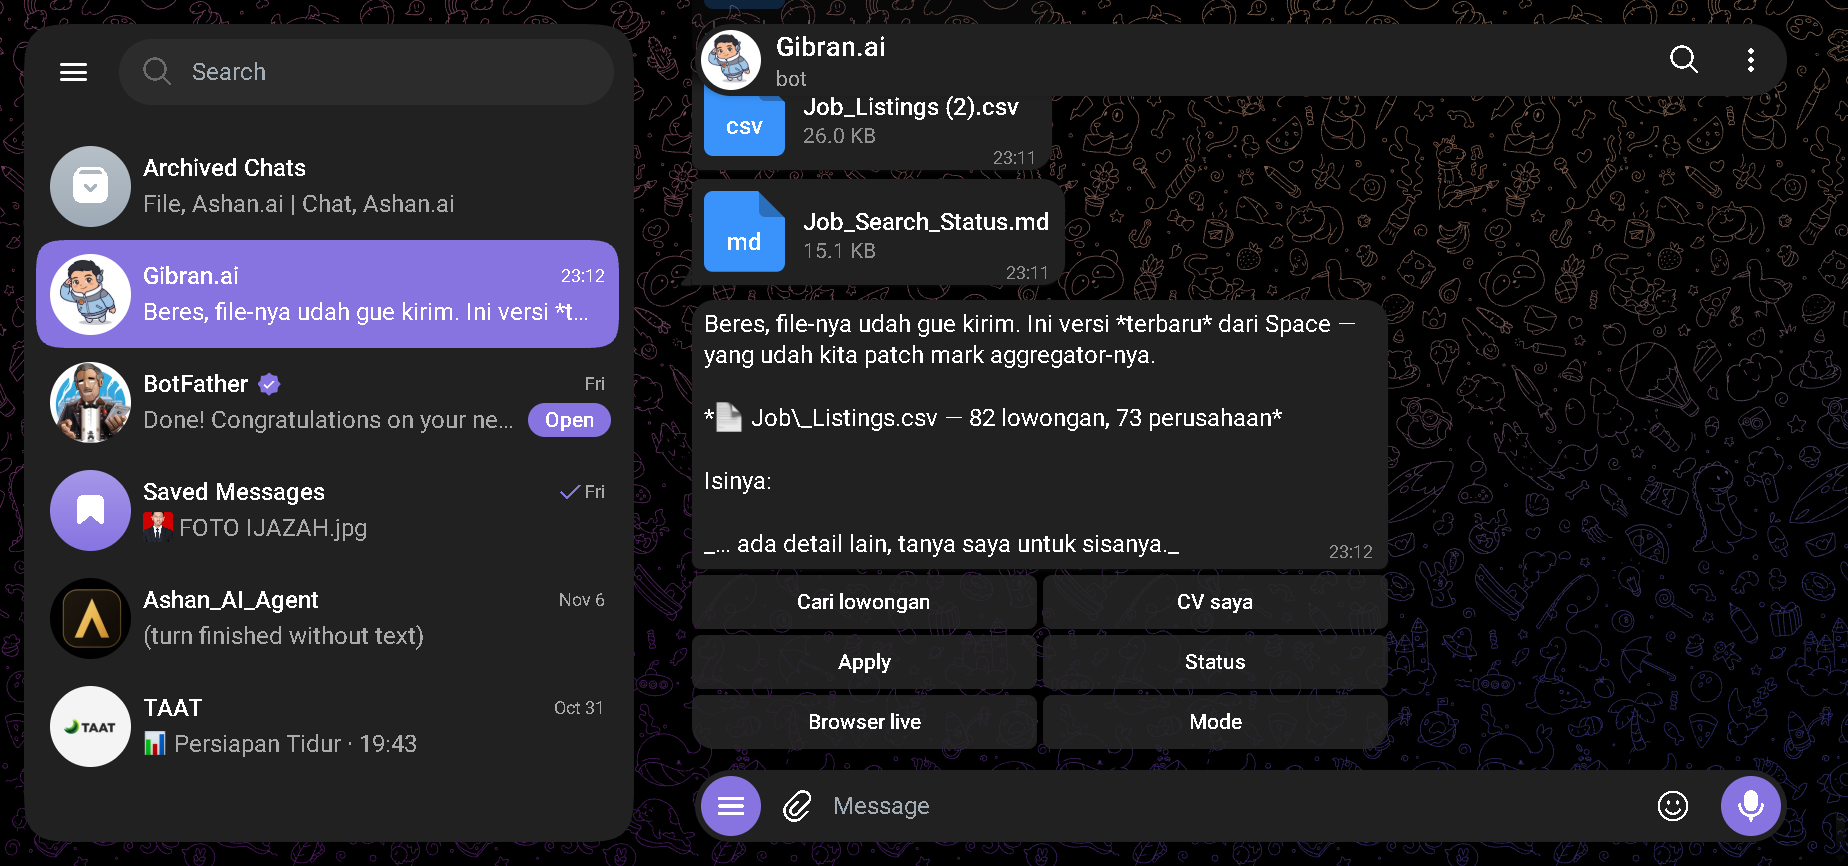 Search
Archived Chats
File, Ashan.ai | Chat, Ashan.ai
Gibran.ai
23:12
Beres, file-nya udah gue kirim. Ini versi *t...
BotFather
Fri
Done! Congratulations on your ne...
Open
Saved Messages
Fri
FOTO IJAZAH.jpg
Ashan_AI_Agent
Nov 6
(turn finished without text)
TAAT
TAAT
Oct 31
Persiapan Tidur · 19:43
Gibran.ai
bot
csv
Job_Listings (2).csv
26.0 KB
23:11
md
Job_Search_Status.md
15.1 KB
23:11
Beres, file-nya udah gue kirim. Ini versi *terbaru* dari Space —
yang udah kita patch mark aggregator-nya.
*📄 Job\_Listings.csv — 82 lowongan, 73 perusahaan*
Isinya:
_... ada detail lain, tanya saya untuk sisanya._
23:12
Cari lowongan
CV saya
Apply
Status
Browser live
Mode
Message